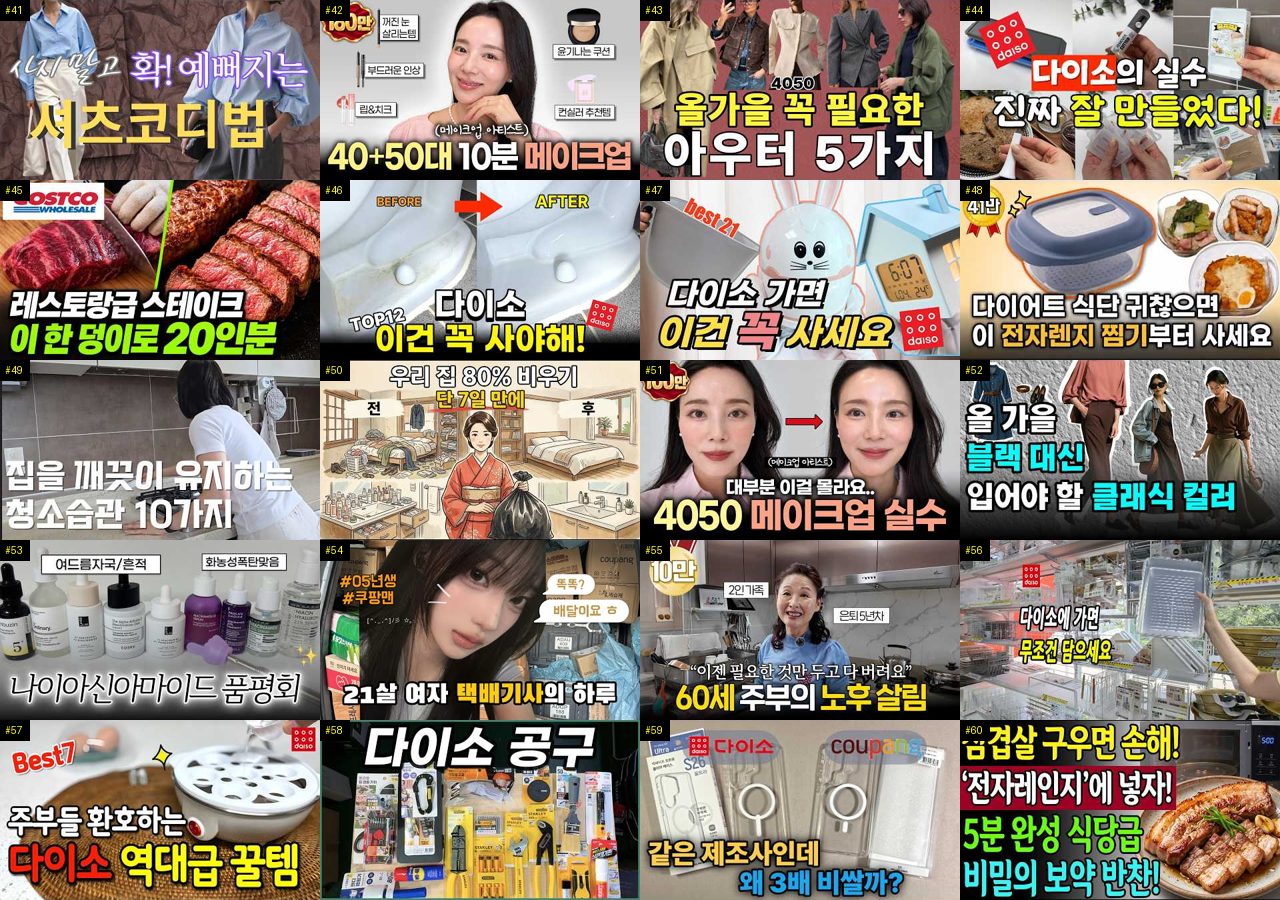 #41
사지 말고 확! 예뻐지는
셔츠코디법
#42
100만
꺼진 눈
살리는템
부드러운 인상
립&치크
윤기나는 쿠션
컨실러 추천템
(메이크업 아티스트)
40+50대 10분 메이크업
#43
4050
올가을 꼭 필요한
아우터 5가지
#44
daiso
다이소의 실수
진짜 잘 만들었다!
#45
COSTCO
WHOLESALE
레스토랑급 스테이크
이 한 덩이로 20인분
#46
BEFORE
AFTER
TOP12
다이소
이건 꼭 사야해!
daiso
#47
best 21
6:07
다이소 가면
이건 꼭 사세요
daiso
#48
41만
다이어트 식단 귀찮으면
이 전자렌지 찜기부터 사세요
#49
집을 깨끗이 유지하는
청소습관 10가지
#50
우리 집 80% 비우기
단 7일 만에
전
후
#51
100만
(메이크업 아티스트)
대부분 이걸 몰라요..
4050 메이크업 실수
#52
올 가을
블랙 대신
입어야 할 클래식 컬러
#53
여드름자국/흔적
화농성폭탄맞음
나이아신아마이드 품평회
#54
#05년생
#쿠팡맨
coupang
똑똑?
배달이요 ㅎ
21살 여자 택배기사의 하루
#55
10만
2인가족
은퇴 5년차
“이젠 필요한 것만 두고 다 버려요”
60세 주부의 노후 살림
#56
daiso
다이소에 가면
무조건 담으세요
#57
Best7
daiso
주부들 환호하는
다이소 역대급 꿀템
#58
다이소 공구
STANLEY
#59
Ultra
S26
daiso
다이소
coupang
같은 제조사인데
왜 3배 비쌀까?
#60
삼겹살 구우면 손해!
‘전자레인지’에 넣자!
5분 완성 식당급
비밀의 보약 반찬!
5:00